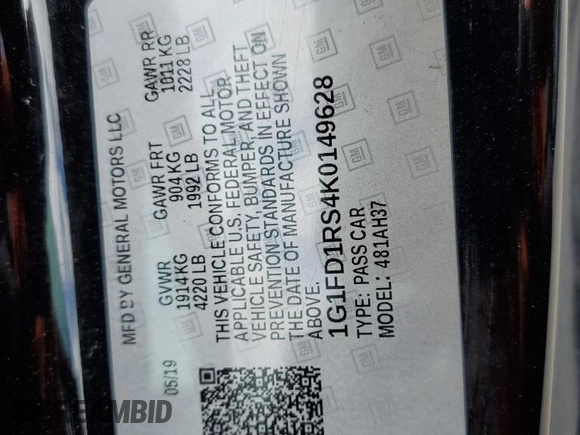 MFD BY GENERAL MOTORS LLC
05/19
GVWR GAWR FRT GAWR RR
1914KG 904 KG 1011 KG
4220 LB 1992 LB 2228 LB
THIS VEHICLE CONFORMS TO ALL
APPLICABLE U.S. FEDERAL MOTOR
VEHICLE SAFETY, BUMPER, AND THEFT
PREVENTION STANDARDS IN EFFECT ON
THE DATE OF MANUFACTURE SHOWN
ABOVE.
1G1FD1RS4K0149628
TYPE: PASS CAR
MODEL: 481AH37
GM